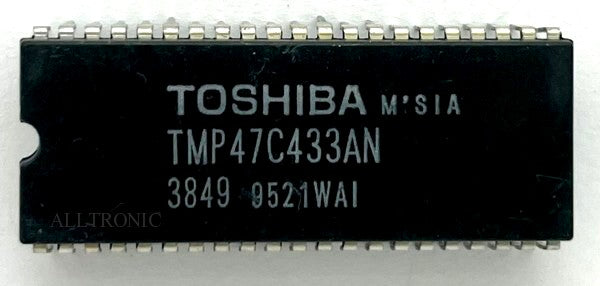 TOSHIBA M'SIA
TMP47C433AN
3849 9521WAI
ALLTRONIC